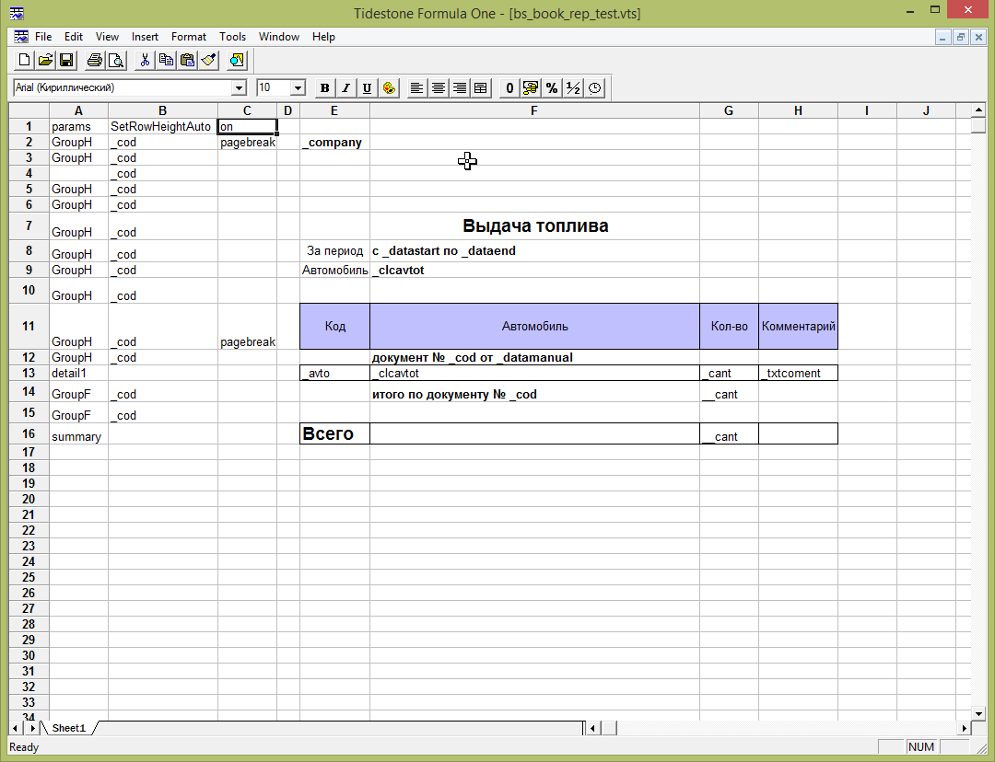 Tidestone Formula One - [bs_book_rep_test.vts]
File Edit View Insert Format Tools Window Help
Arial (Кириллический) 10 B I U 0 % ½
A B C D E F G H I J
1 params SetRowHeightAuto on
2 GroupH _cod pagebreak _company
3 GroupH _cod
4 _cod
5 GroupH _cod
6 GroupH _cod
7 GroupH _cod Выдача топлива
8 GroupH _cod За период с _datastart по _dataend
9 GroupH _cod Автомобиль _clcavtot
10 GroupH _cod
11 GroupH _cod pagebreak Код Автомобиль Кол-во Комментарий
12 GroupH _cod документ № _cod от _datamanual
13 detail1 _avto _clcavtot _cant _txtcoment
14 GroupF _cod итого по документу № _cod __cant
15 GroupF _cod
16 summary Всего __cant
17
18
19
20
21
22
23
24
25
26
27
28
29
30
31
32
33
34
Sheet1
Ready NUM